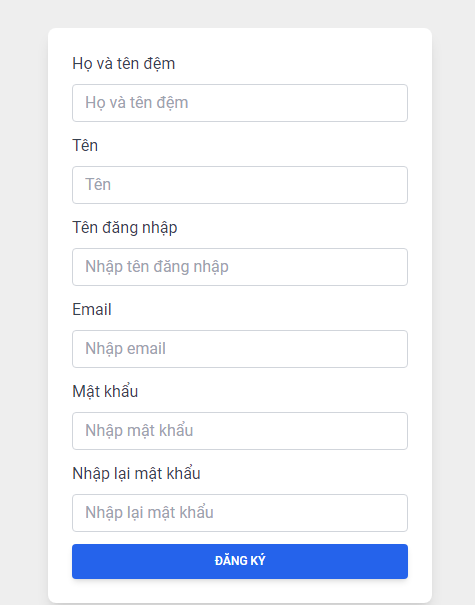 Họ và tên đệm
Họ và tên đệm
Tên
Tên
Tên đăng nhập
Nhập tên đăng nhập
Email
Nhập email
Mật khẩu
Nhập mật khẩu
Nhập lại mật khẩu
Nhập lại mật khẩu
ĐĂNG KÝ